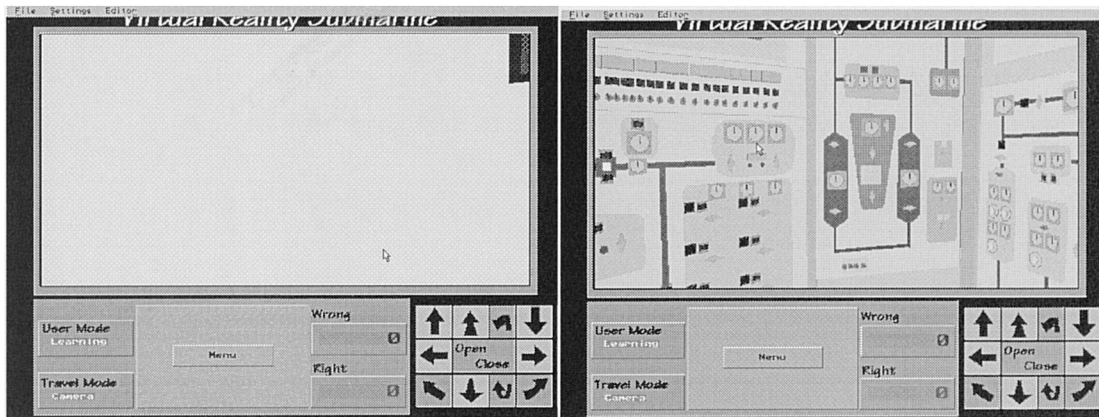 File Settings Editor
Virtual Reality Submarine
User Mode
Learning
Travel Mode
Camera
Menu
Wrong
0
Right
0
Open
Close
File Settings Editor
Virtual Reality Submarine
User Mode
Learning
Travel Mode
Camera
Menu
Wrong
0
Right
0
Open
Close